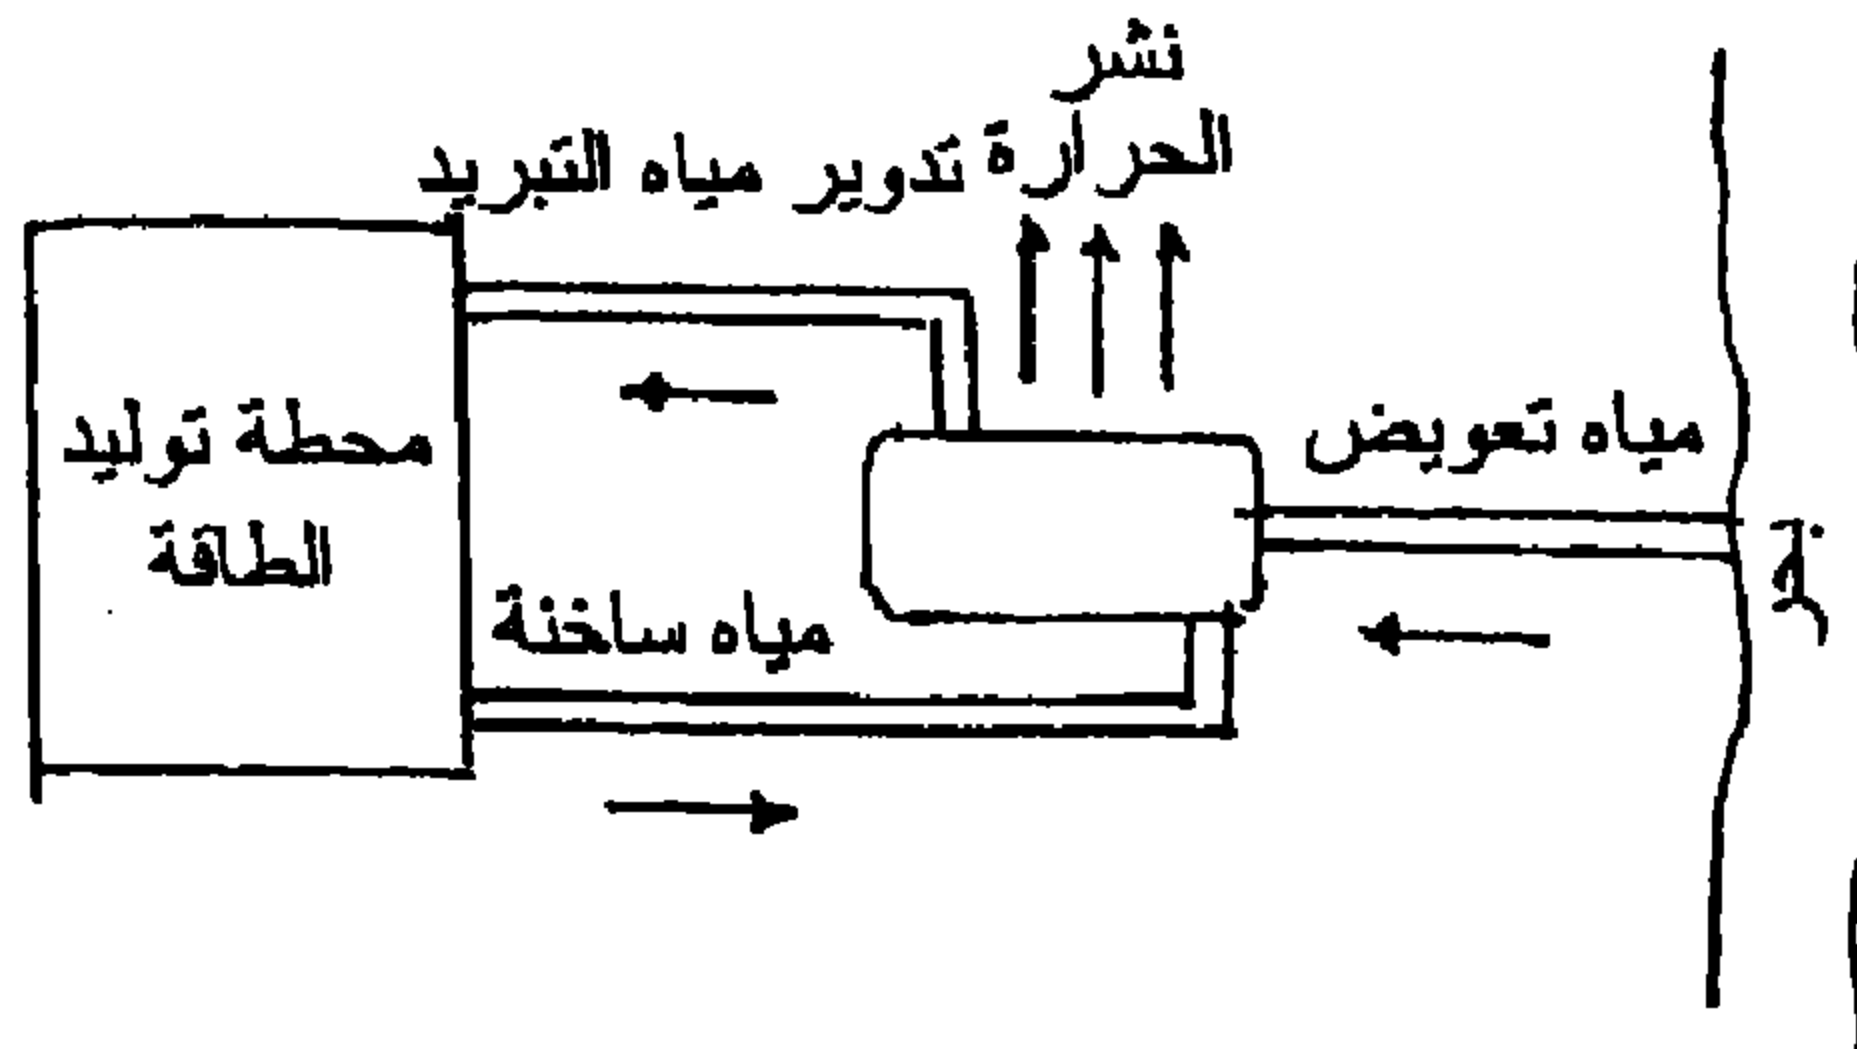 نشر
الحرارة
تدوير مياه التبريد
مياه تعويض
محطة توليد
الطاقة
مياه ساخنة